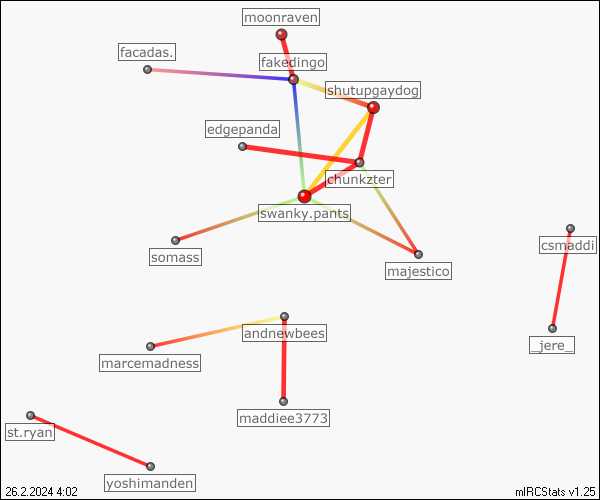 moonraven
facadas.
fakedingo
shutupgaydog
edgepanda
chunkzter
swanky.pants
somass
majestico
csmaddi
andnewbees
_jere_
marcemadness
maddiee3773
st.ryan
yoshimanden
26.2.2024 4:02
mIRCStats v1.25